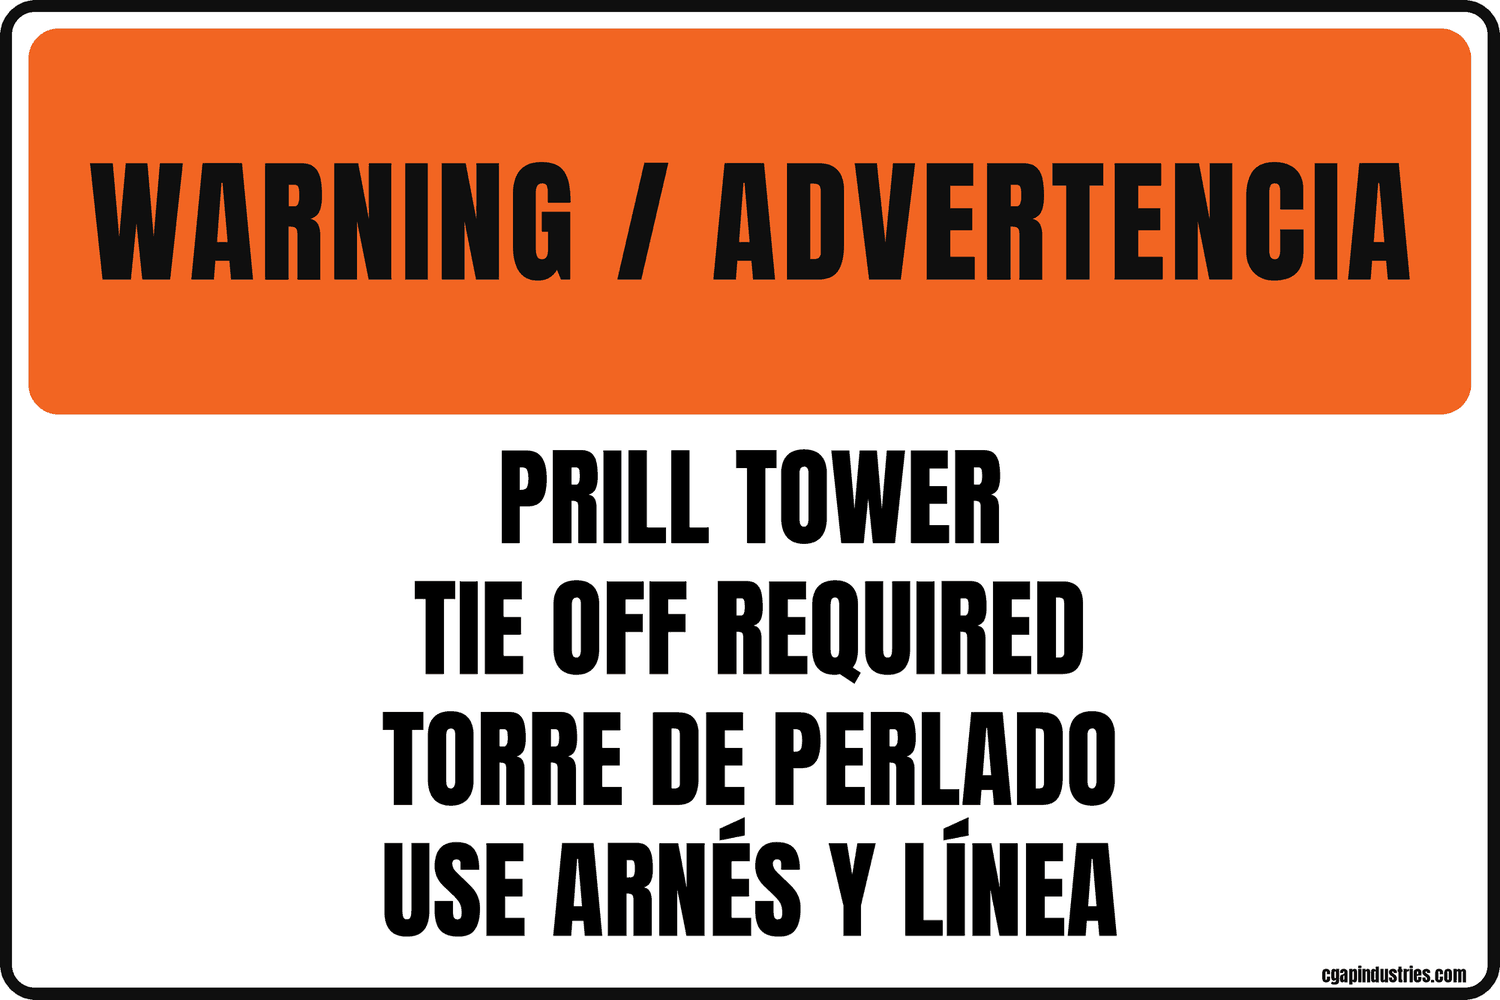 WARNING / ADVERTENCIA
PRILL TOWER
TIE OFF REQUIRED
TORRE DE PERLADO
USE ARNÉS Y LÍNEA
cgapindustries.com